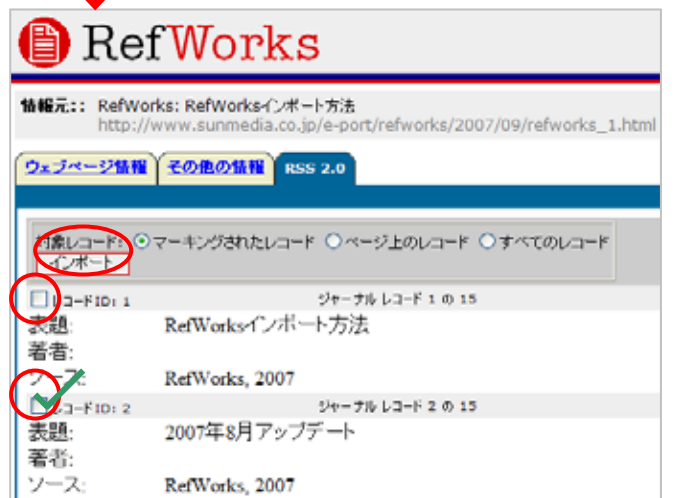 RefWorks
情報元:: RefWorks: RefWorksインポート方法
http://www.sunmedia.co.jp/e-port/refworks/2007/09/refworks_1.html
ウェブページ情報 その他の情報 RSS 2.0
対象レコード: マーキングされたレコード ページ上のレコード すべてのレコード
インポート
レコードID: 1 ジャーナル レコード 1 の 15
表題: RefWorksインポート方法
著者:
ソース: RefWorks, 2007
レコードID: 2 ジャーナル レコード 2 の 15
表題: 2007年8月アップデート
著者:
ソース: RefWorks, 2007